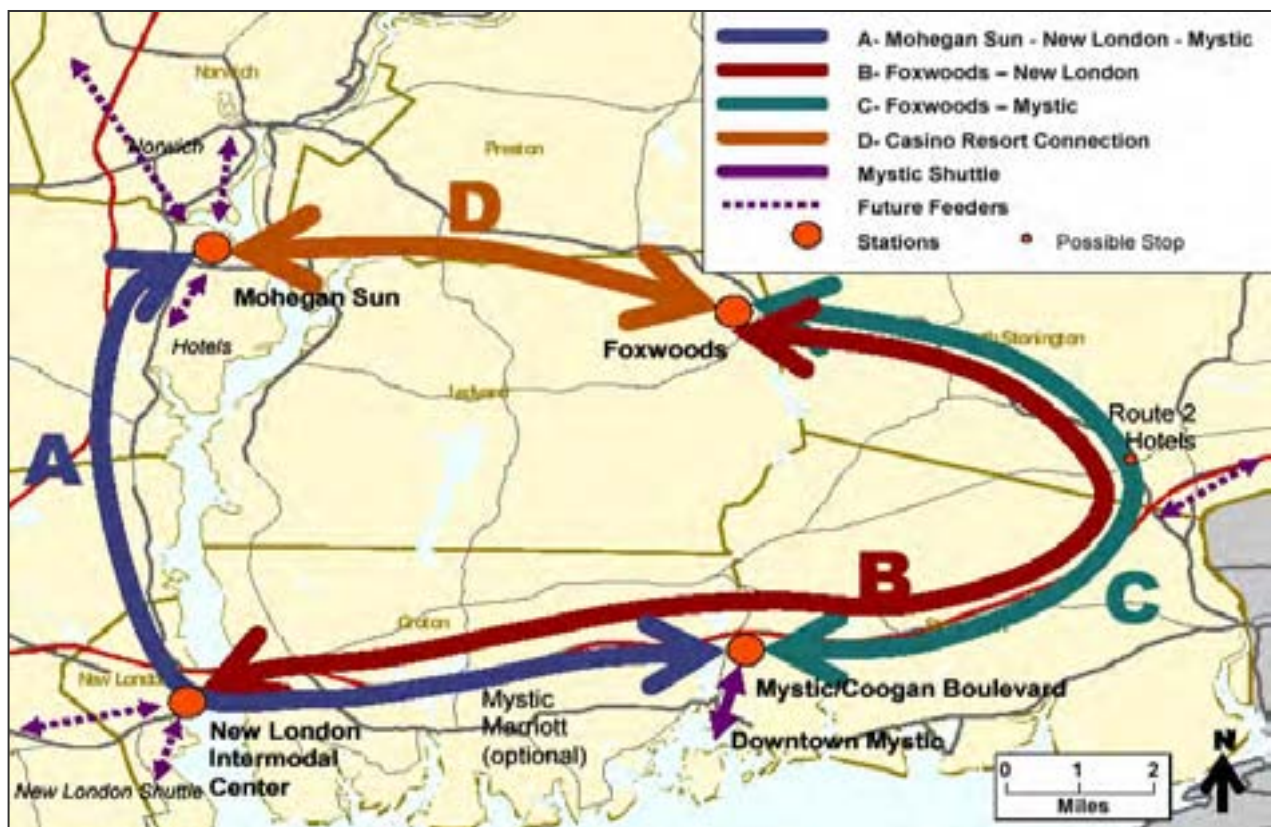 A- Mohegan Sun - New London - Mystic
B- Foxwoods – New London
C- Foxwoods – Mystic
D- Casino Resort Connection
Mystic Shuttle
Future Feeders
Stations
Possible Stop
Norwich
Norwich
Preston
D
Mohegan Sun
Hotels
Foxwoods
Stonington
Ledyard
Route 2
Hotels
A
B
C
Groton
New London
Mystic/Coogan Boulevard
Mystic
Marriott
(optional)
New London
Intermodal
Center
Downtown Mystic
New London Shuttle
N
0 1 2
Miles